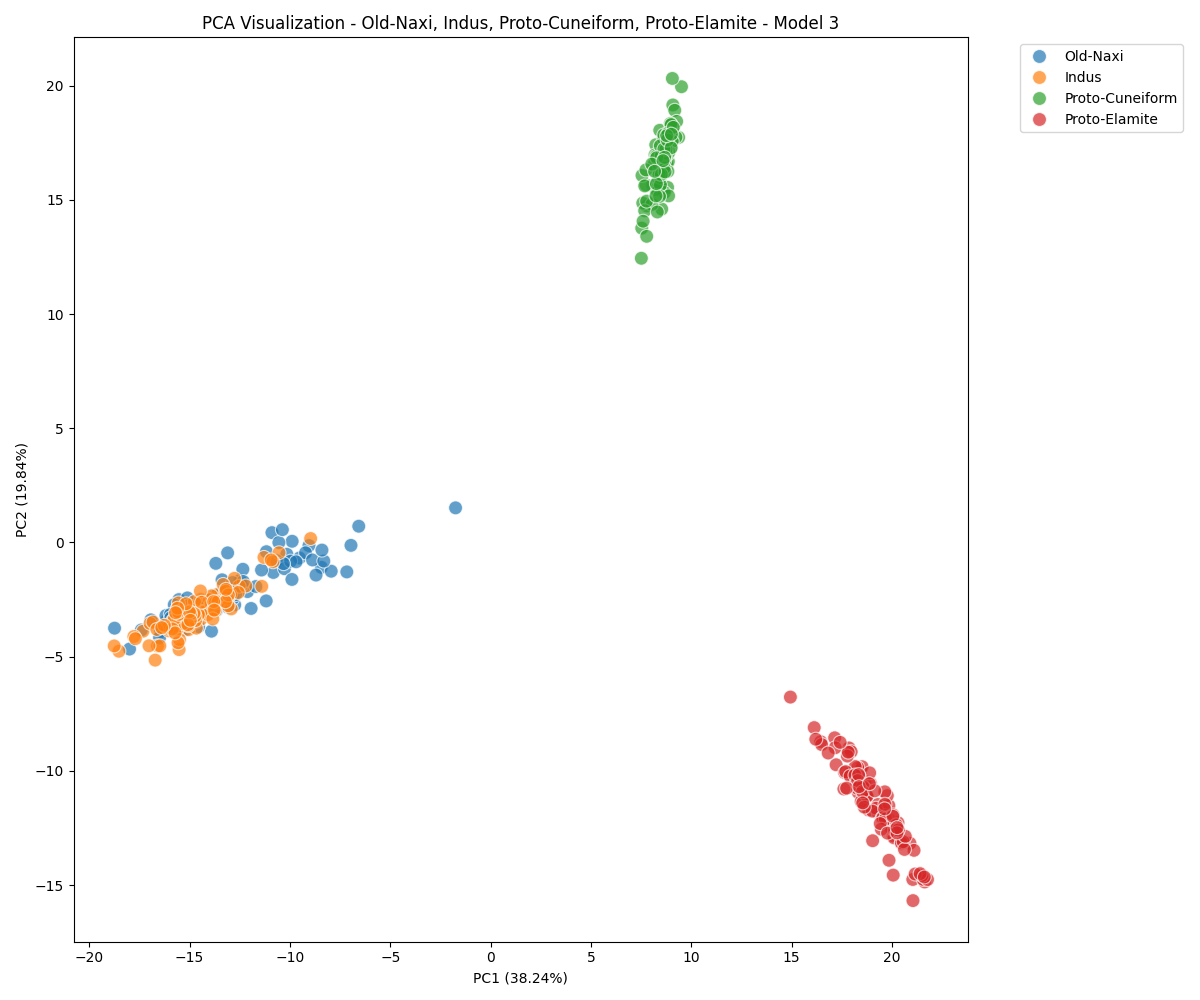 PCA Visualization - Old-Naxi, Indus, Proto-Cuneiform, Proto-Elamite - Model 3
Old-Naxi
Indus
Proto-Cuneiform
Proto-Elamite
PC2 (19.84%)
20
15
10
5
0
−5
−10
−15
−20
−15
−10
−5
0
5
10
15
20
PC1 (38.24%)